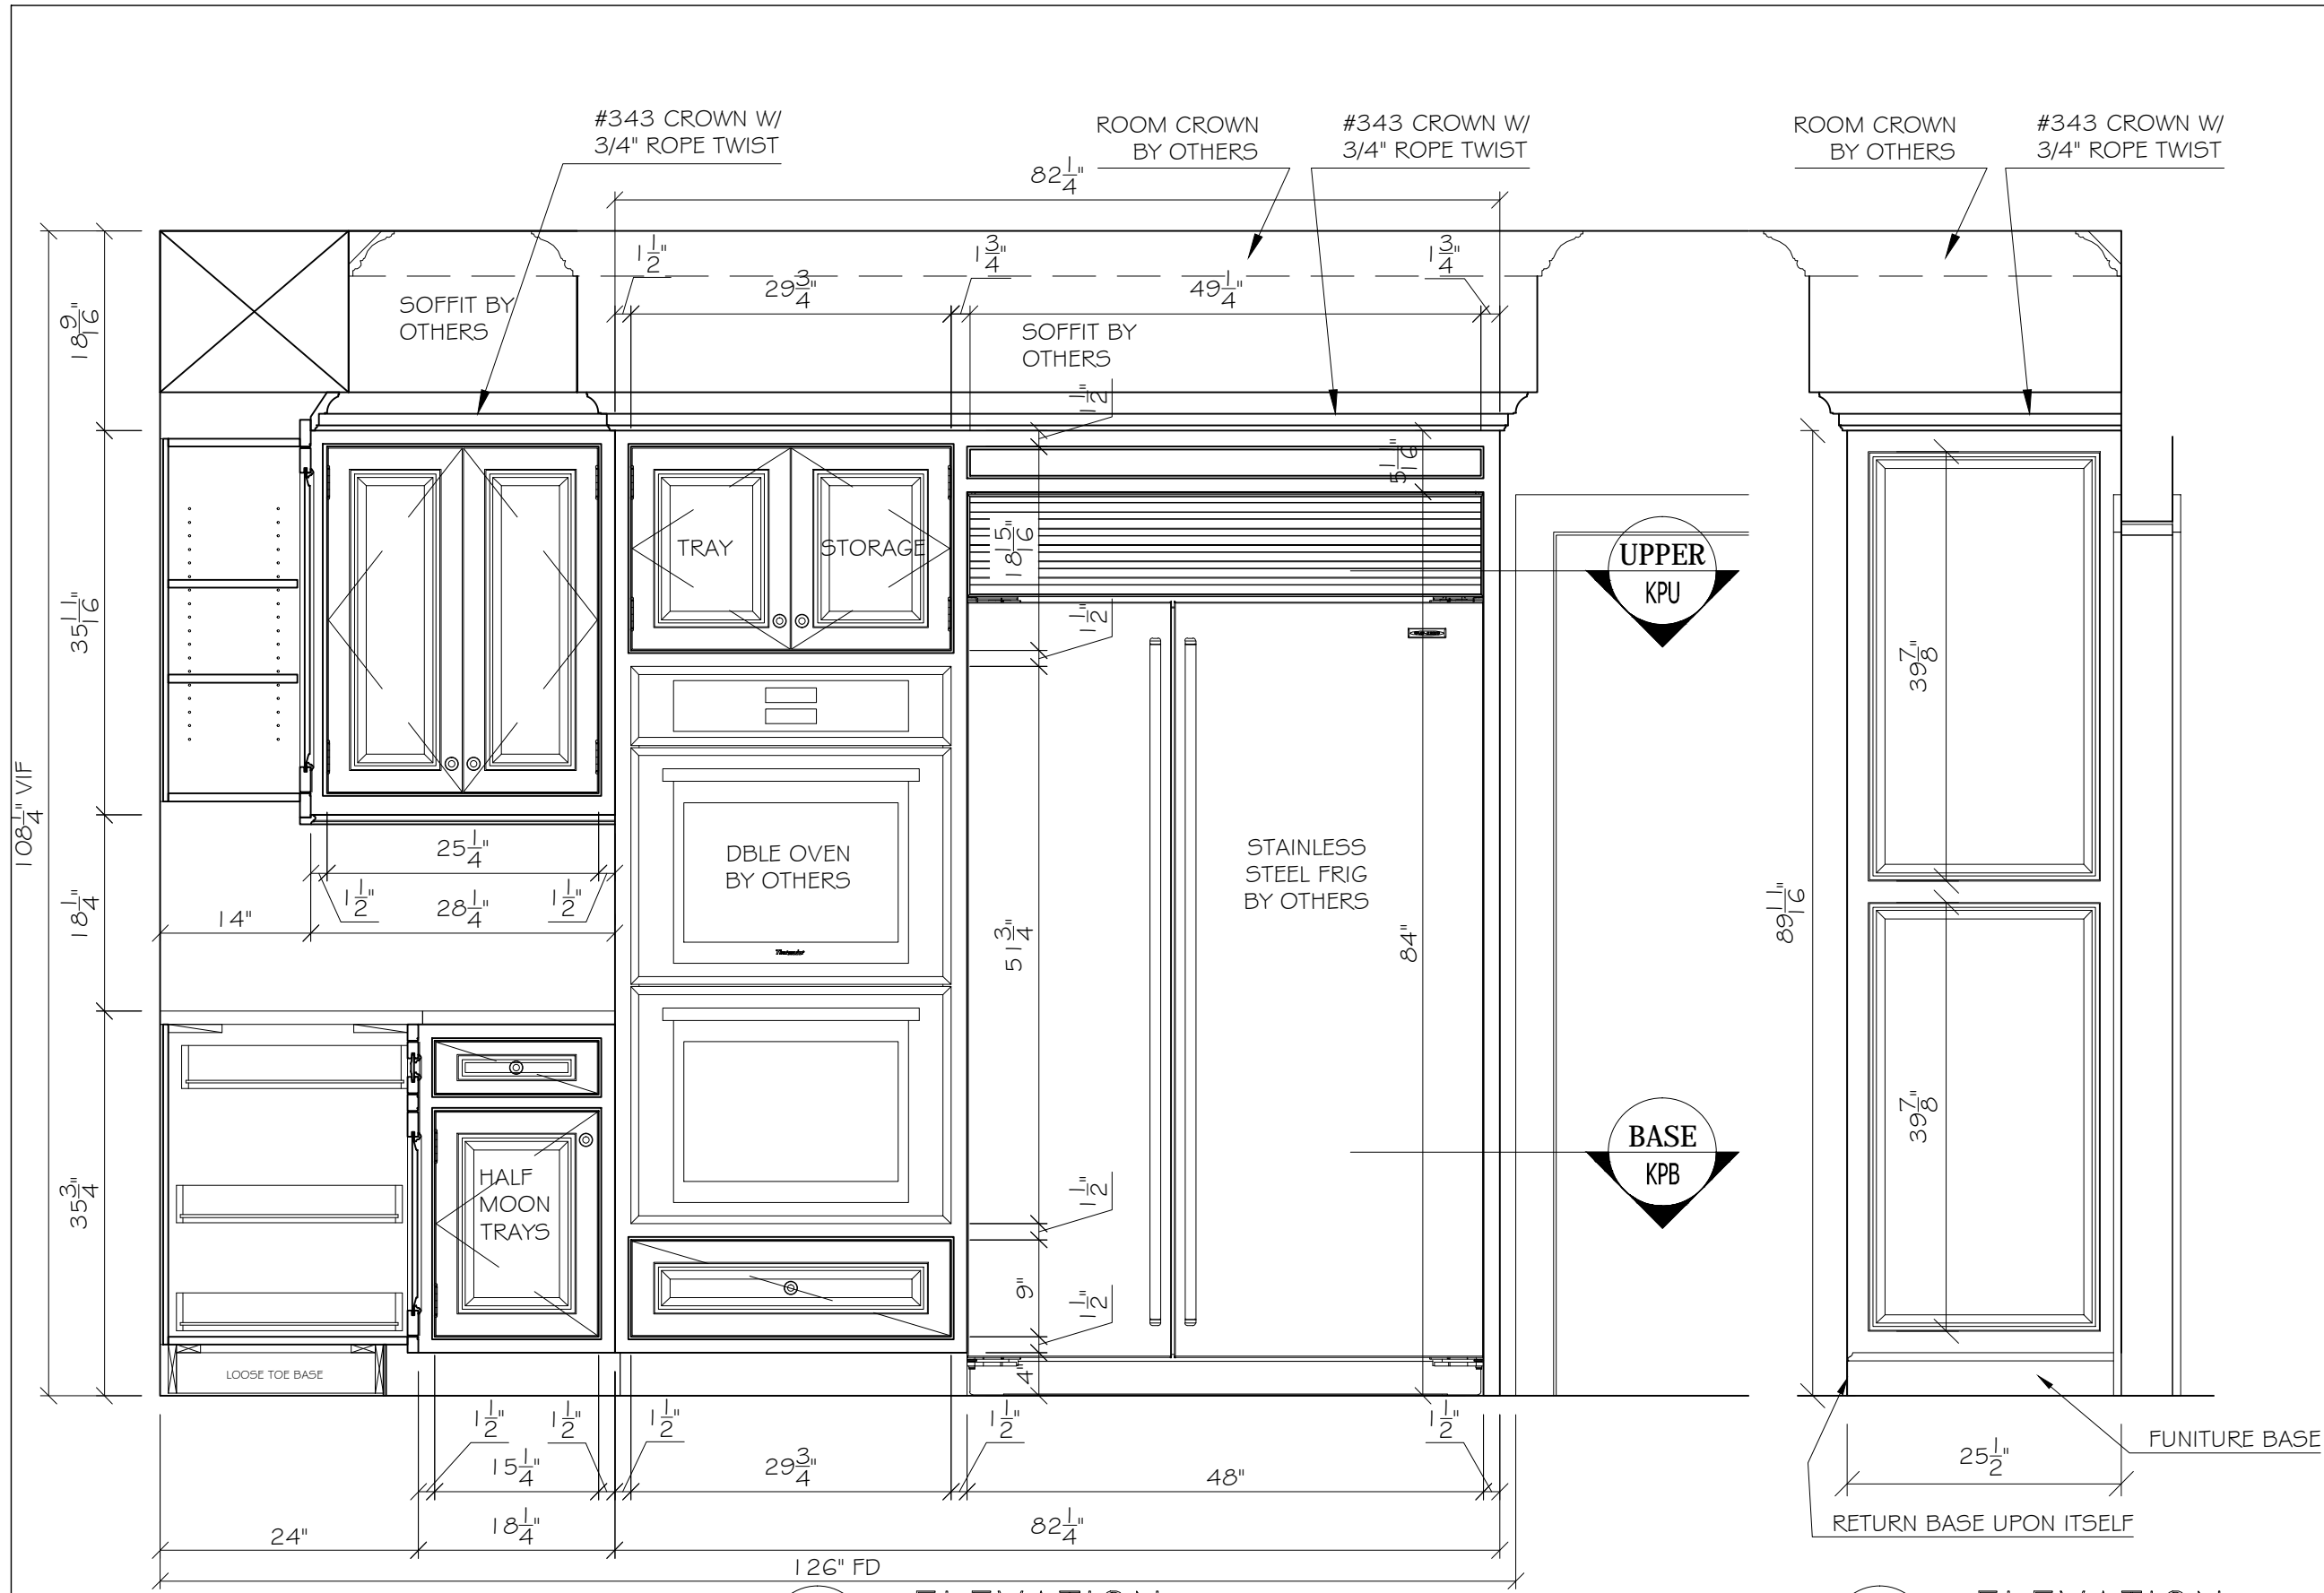 #343 CROWN W/
3/4" ROPE TWIST
ROOM CROWN
BY OTHERS
#343 CROWN W/
3/4" ROPE TWIST
ROOM CROWN
BY OTHERS
#343 CROWN W/
3/4" ROPE TWIST
82 1/4"
1 1/2"
29 3/4"
1 3/4"
49 1/4"
1 3/4"
SOFFIT BY
OTHERS
SOFFIT BY
OTHERS
18 9/16"
1 1/2"
5 11/16"
TRAY
STORAGE
18 15/16"
UPPER
KPU
35 11/16"
1 1/2"
39 7/8"
108 1/4" VIF
25 1/4"
1 1/2"
28 1/4"
1 1/2"
14"
18 1/4"
DBLE OVEN
BY OTHERS
STAINLESS
STEEL FRIG
BY OTHERS
51 3/4"
84"
89 11/16"
BASE
KPB
39 7/8"
HALF
MOON
TRAYS
35 3/4"
1 1/2"
9"
1 1/2"
4"
LOOSE TOE BASE
1 1/2"
1 1/2"
1 1/2"
1 1/2"
1 1/2"
15 1/4"
29 3/4"
48"
25 1/2"
FUNITURE BASE
RETURN BASE UPON ITSELF
24"
18 1/4"
82 1/4"
126" FD
ELEVATION
ELEVATION